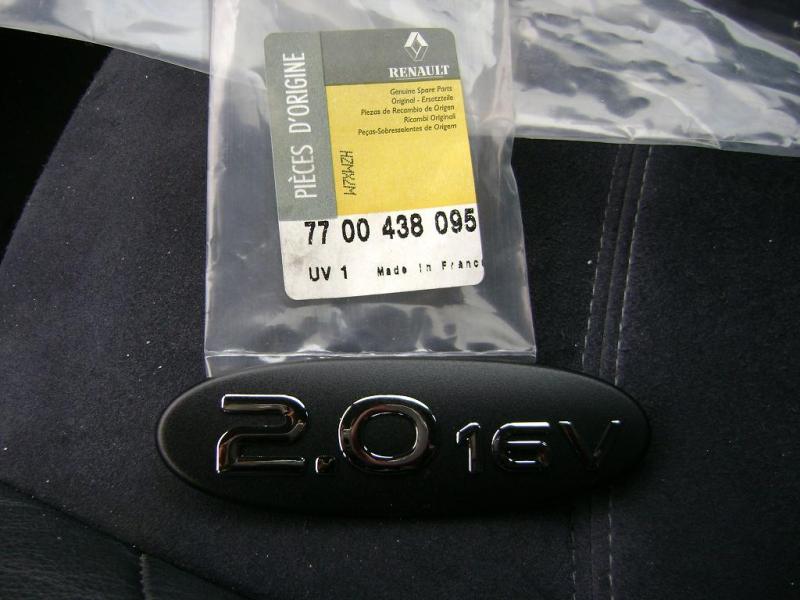 PIÈCES D'ORIGINE
RENAULT
Genuine Spare Parts
Original - Ersatzteile
Piezas de Recambio de Origen
Ricambi Originali
Peças-Sobresselentes de Origem
77 00 438 095
UV 1 Made in France
2.0 16V